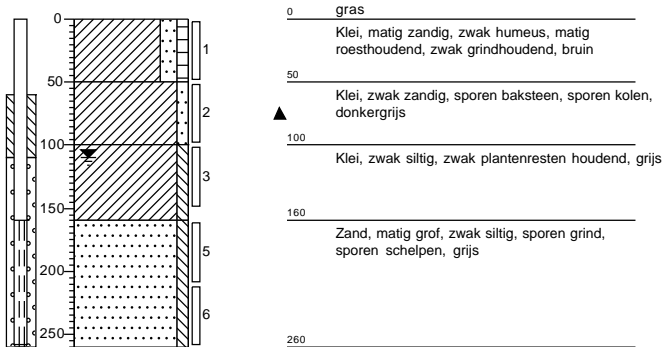 0
50
100
150
200
250
1
2
3
5
6
0 gras
Klei, matig zandig, zwak humeus, matig
roesthoudend, zwak grindhoudend, bruin
50
Klei, zwak zandig, sporen baksteen, sporen kolen,
donkergrijs
100
Klei, zwak siltig, zwak plantenresten houdend, grijs
160
Zand, matig grof, zwak siltig, sporen grind,
sporen schelpen, grijs
260